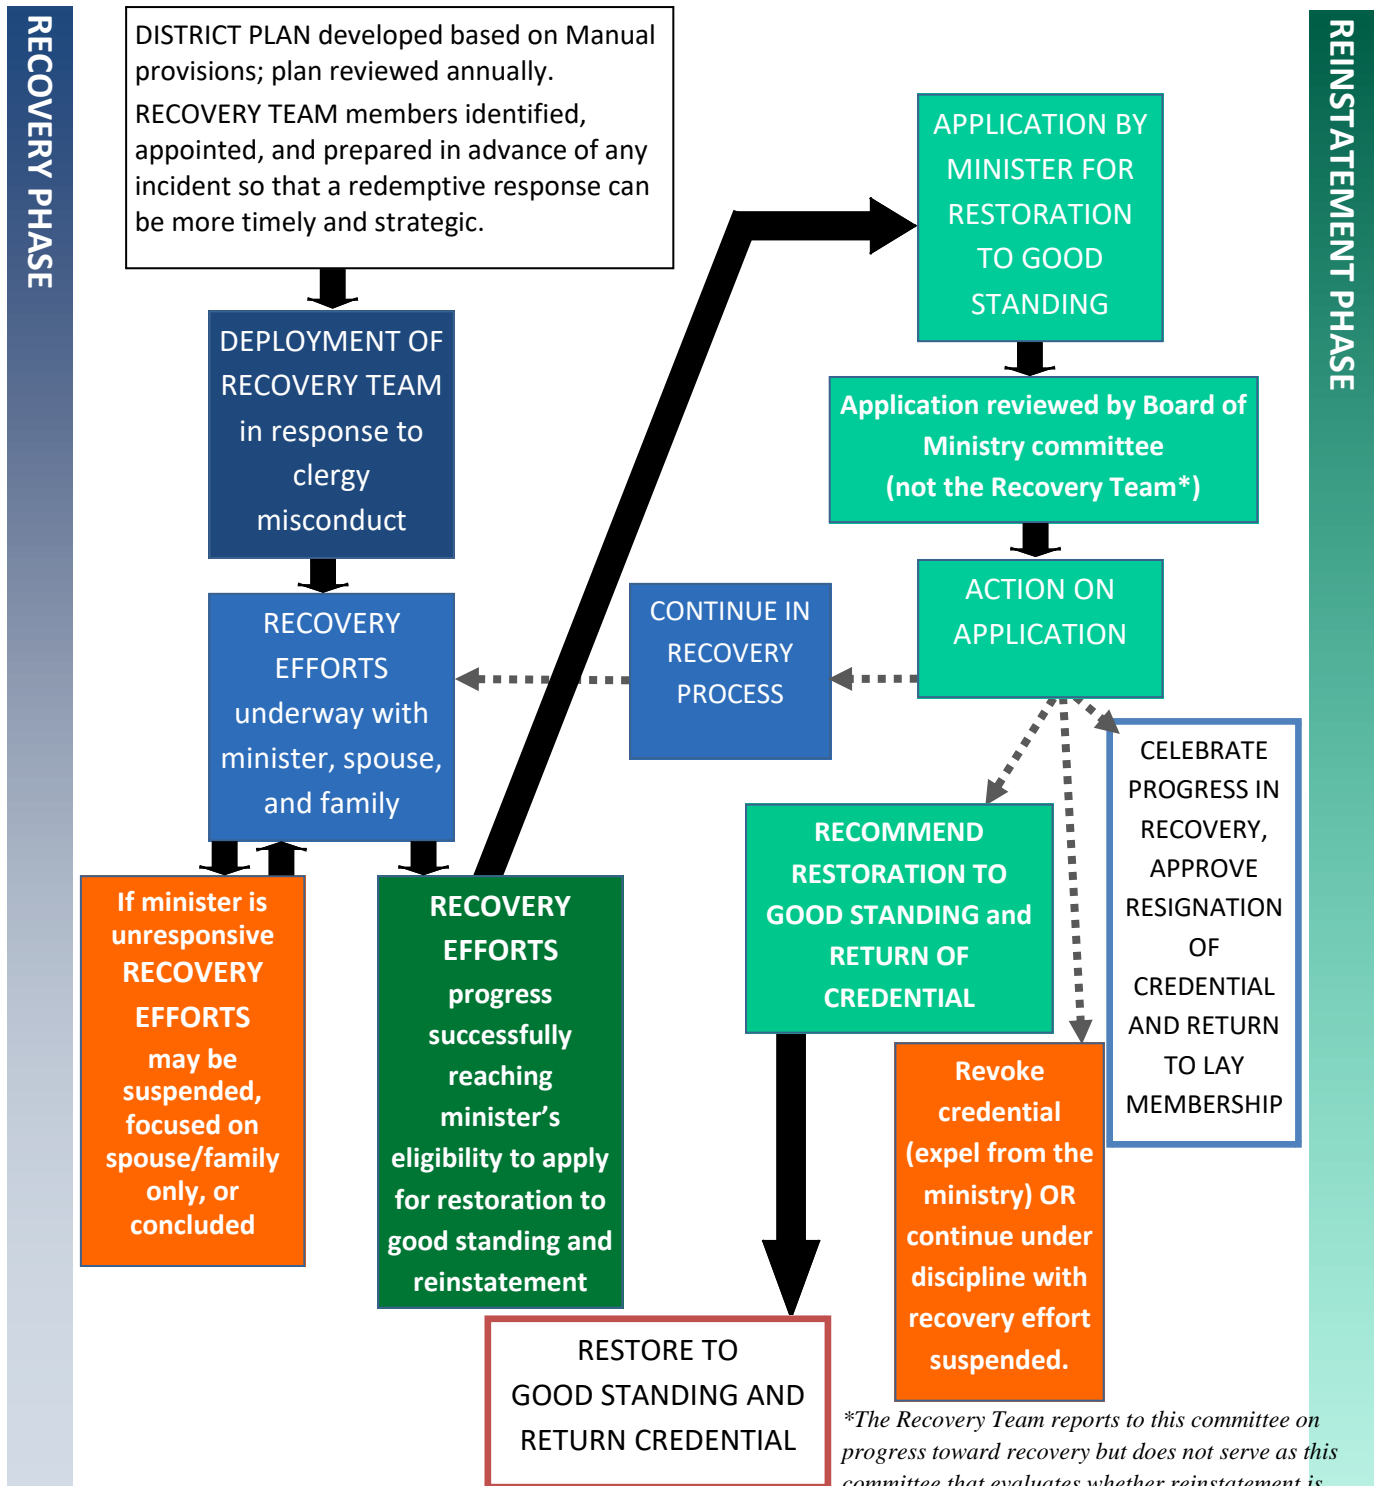 RECOVERY PHASE
DISTRICT PLAN developed based on Manual
provisions; plan reviewed annually.
RECOVERY TEAM members identified,
appointed, and prepared in advance of any
incident so that a redemptive response can
be more timely and strategic.
DEPLOYMENT OF
RECOVERY TEAM
in response to
clergy
misconduct
RECOVERY
EFFORTS
underway with
minister, spouse,
and family
If minister is
unresponsive
RECOVERY
EFFORTS
may be
suspended,
focused on
spouse/family
only, or
concluded
RECOVERY
EFFORTS
progress
successfully
reaching
minister’s
eligibility to apply
for restoration to
good standing and
reinstatement
REINSTATEMENT PHASE
APPLICATION BY
MINISTER FOR
RESTORATION
TO GOOD
STANDING
Application reviewed by Board of
Ministry committee
(not the Recovery Team*)
ACTION ON
APPLICATION
CONTINUE IN
RECOVERY
PROCESS
RECOMMEND
RESTORATION TO
GOOD STANDING and
RETURN OF
CREDENTIAL
Revoke
credential
(expel from the
ministry) OR
continue under
discipline with
recovery effort
suspended.
CELEBRATE
PROGRESS IN
RECOVERY,
APPROVE
RESIGNATION
OF
CREDENTIAL
AND RETURN
TO LAY
MEMBERSHIP
RESTORE TO
GOOD STANDING AND
RETURN CREDENTIAL
*The Recovery Team reports to this committee on
progress toward recovery but does not serve as this
committee that evaluates whether reinstatement is